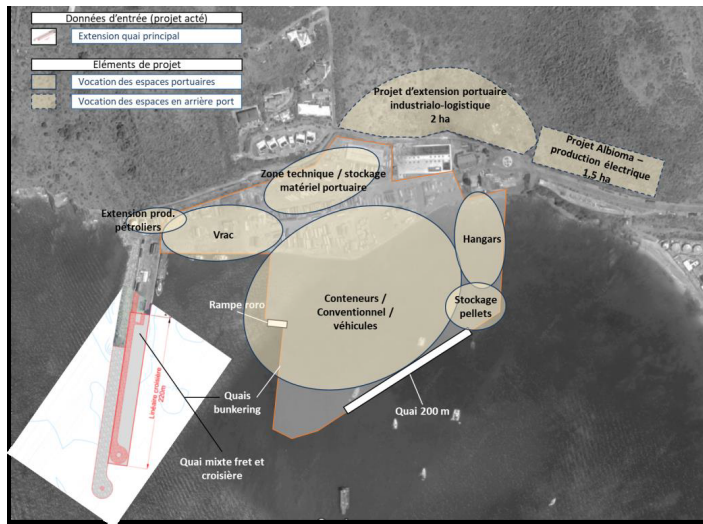 Données d'entrée (projet acté)
Extension quai principal
Eléments de projet
Vocation des espaces portuaires
Vocation des espaces en arrière port
Projet d'extension portuaire
industrialo-logistique
2 ha
Projet Albioma –
production électrique
1,5 ha
Zone technique / stockage
matériel portuaire
Extension prod.
pétroliers
Vrac
Hangars
Conteneurs /
Conventionnel /
véhicules
Stockage
pellets
Rampe roro
Linéaire croisière
220m
Quais
bunkering
Quai 200 m
Quai mixte fret et
croisière